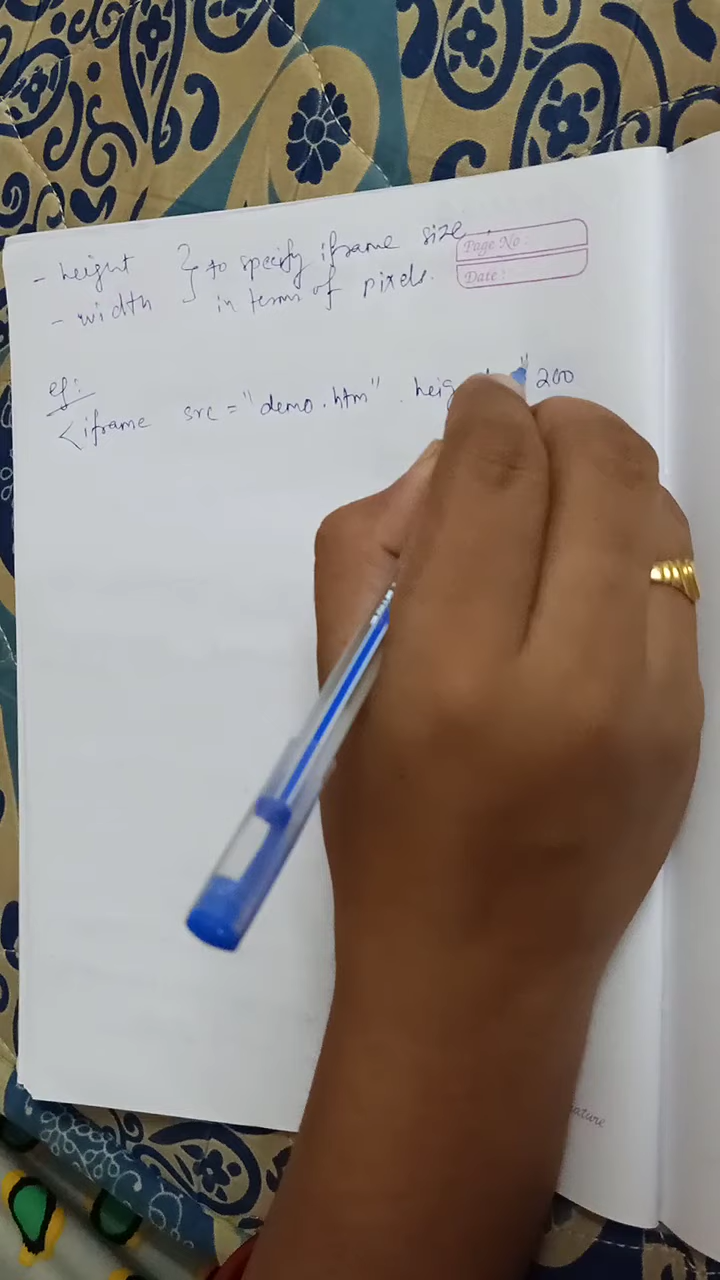 - height } to specify iframe size.
- width in terms of pixels.
Page No :
Date :
eg:
<iframe src = "demo.htm" " 200